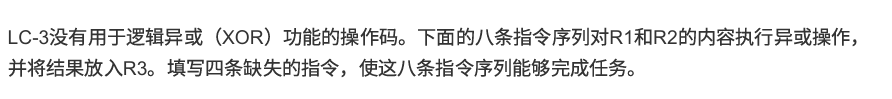 LC-3没有用于逻辑异或（XOR）功能的操作码。下面的八条指令序列对R1和R2的内容执行异或操作，
并将结果放入R3。填写四条缺失的指令，使这八条指令序列能够完成任务。